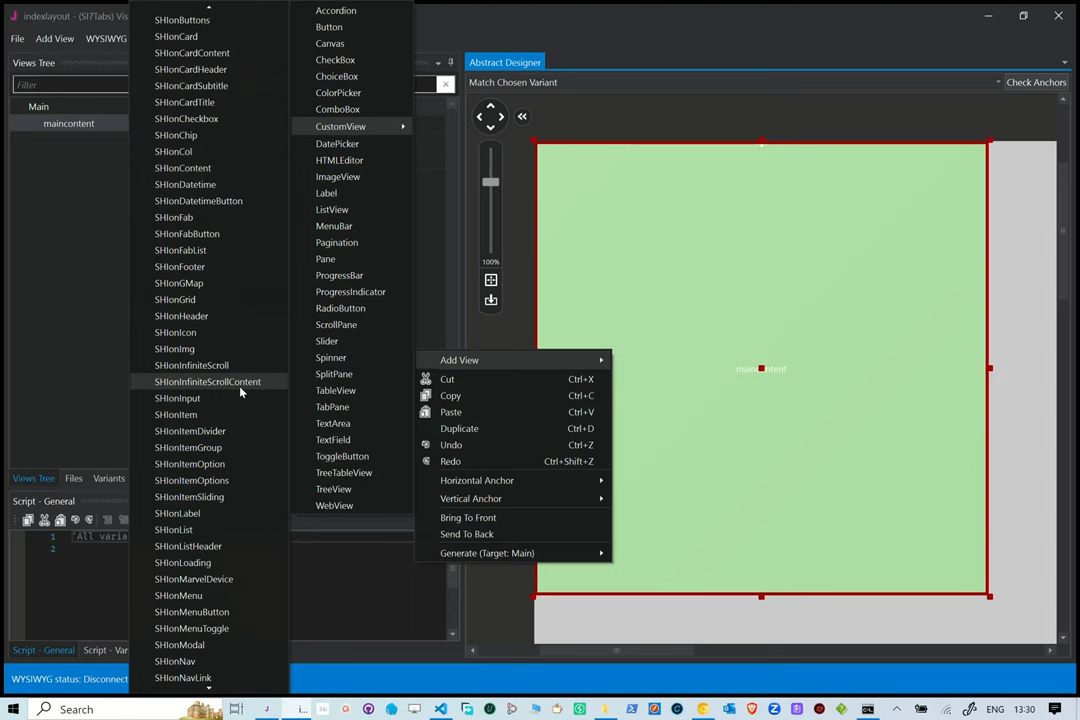 indexlayout - (SI7Tabs) Vis
File
Add View
WYSIWYG
Views Tree
Filter
Main
maincontent
Views Tree
Files
Variants
Script - General
1
'All varia
2
Script - General
Script - Var
WYSIWYG status: Disconnect
SHIonButtons
SHIonCard
SHIonCardContent
SHIonCardHeader
SHIonCardSubtitle
SHIonCardTitle
SHIonCheckbox
SHIonChip
SHIonCol
SHIonContent
SHIonDatetime
SHIonDatetimeButton
SHIonFab
SHIonFabButton
SHIonFabList
SHIonFooter
SHIonGMap
SHIonGrid
SHIonHeader
SHIonIcon
SHIonImg
SHIonInfiniteScroll
SHIonInfiniteScrollContent
SHIonInput
SHIonItem
SHIonItemDivider
SHIonItemGroup
SHIonItemOption
SHIonItemOptions
SHIonItemSliding
SHIonLabel
SHIonList
SHIonListHeader
SHIonLoading
SHIonMarvelDevice
SHIonMenu
SHIonMenuButton
SHIonMenuToggle
SHIonModal
SHIonNav
SHIonNavLink
Accordion
Button
Canvas
CheckBox
ChoiceBox
ColorPicker
ComboBox
CustomView
DatePicker
HTMLEditor
ImageView
Label
ListView
MenuBar
Pagination
Pane
ProgressBar
ProgressIndicator
RadioButton
ScrollPane
Slider
Spinner
SplitPane
TableView
TabPane
TextArea
TextField
ToggleButton
TreeTableView
TreeView
WebView
Add View
Cut Ctrl+X
Copy Ctrl+C
Paste Ctrl+V
Duplicate Ctrl+D
Undo Ctrl+Z
Redo Ctrl+Shift+Z
Horizontal Anchor
Vertical Anchor
Bring To Front
Send To Back
Generate (Target: Main)
Abstract Designer
Match Chosen Variant
Check Anchors
100%
Search
ENG
13:30